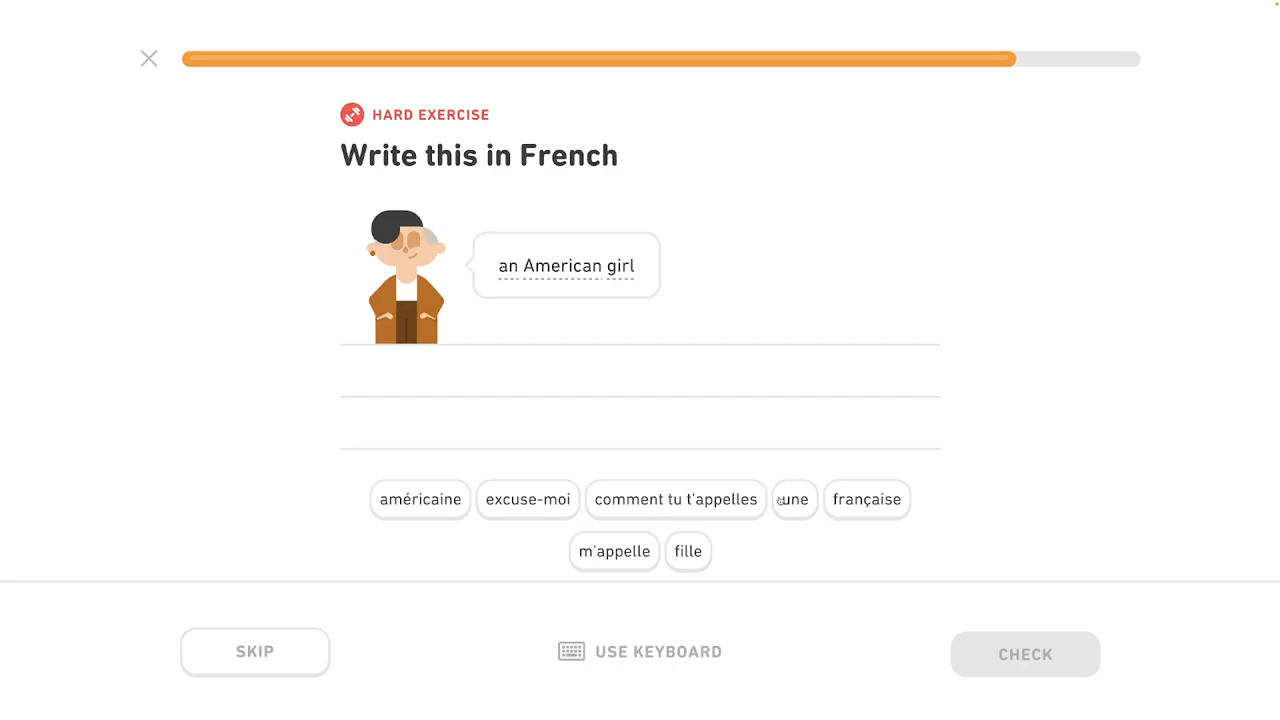 HARD EXERCISE
Write this in French
an American girl
américaine excuse-moi comment tu t'appelles une française
m'appelle fille
SKIP USE KEYBOARD CHECK